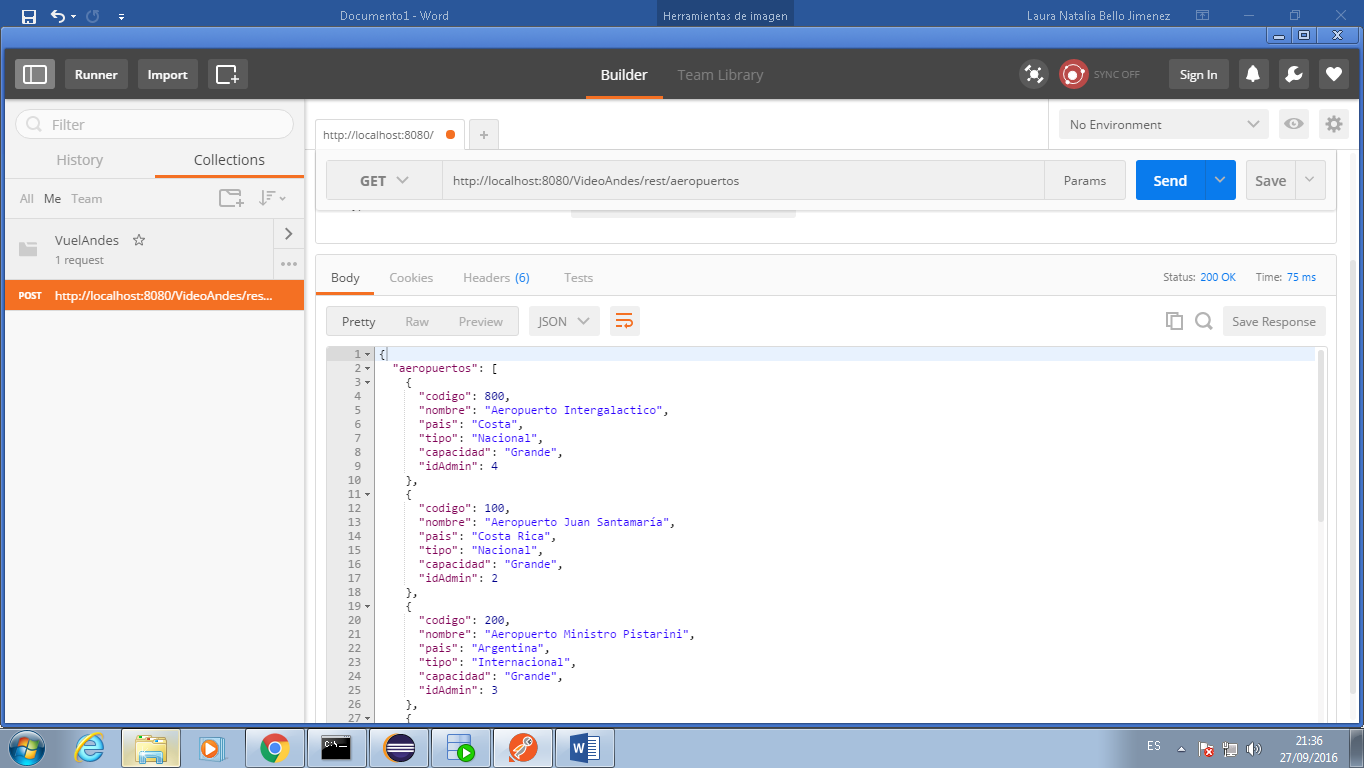 Documento1 - Word
Herramientas de imagen
Laura Natalia Bello Jimenez
Runner
Import
Builder
Team Library
SYNC OFF
Sign In
Filter
History
Collections
All
Me
Team
VuelAndes
1 request
POST
http://localhost:8080/VideoAndes/res...
http://localhost:8080/
+
No Environment
GET
http://localhost:8080/VideoAndes/rest/aeropuertos
Params
Send
Save
Body
Cookies
Headers (6)
Tests
Status: 200 OK
Time: 75 ms
Pretty
Raw
Preview
JSON
Save Response
1 {
2 "aeropuertos": [
3 {
4 "codigo": 800,
5 "nombre": "Aeropuerto Intergalactico",
6 "pais": "Costa",
7 "tipo": "Nacional",
8 "capacidad": "Grande",
9 "idAdmin": 4
10 },
11 {
12 "codigo": 100,
13 "nombre": "Aeropuerto Juan Santamaría",
14 "pais": "Costa Rica",
15 "tipo": "Nacional",
16 "capacidad": "Grande",
17 "idAdmin": 2
18 },
19 {
20 "codigo": 200,
21 "nombre": "Aeropuerto Ministro Pistarini",
22 "pais": "Argentina",
23 "tipo": "Internacional",
24 "capacidad": "Grande",
25 "idAdmin": 3
26 },
27 {
C:\
ES
21:36
27/09/2016